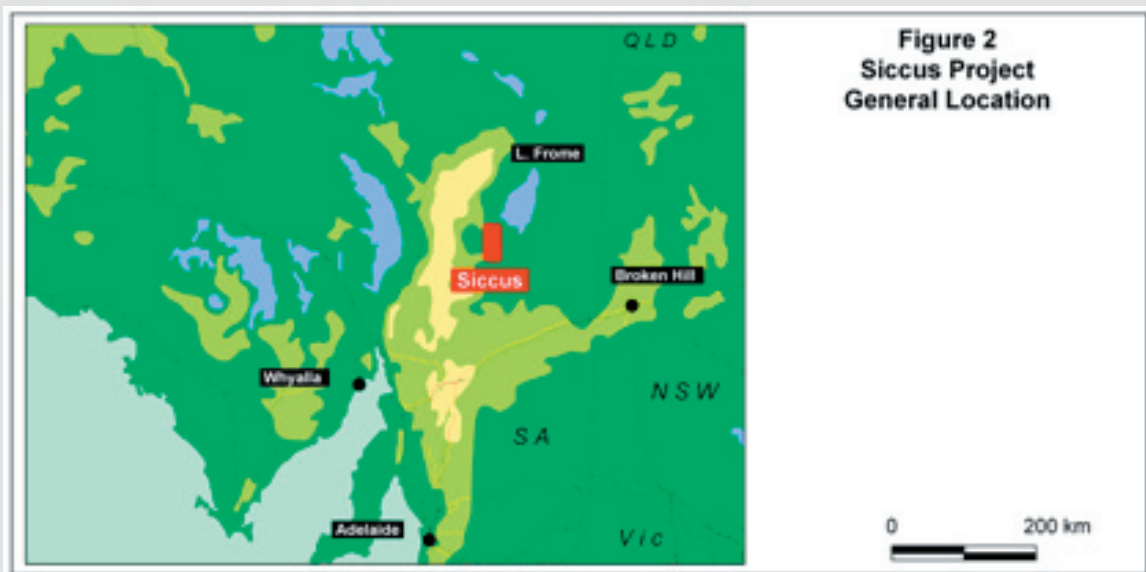 Figure 2
Siccus Project
General Location
QLD
L. Frome
Siccus
Broken Hill
Whyalla
NSW
SA
Adelaide
Vic
0 200 km